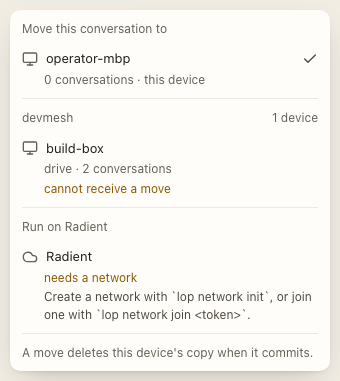 Move this conversation to
operator-mbp
0 conversations · this device
devmesh 1 device
build-box
drive · 2 conversations
cannot receive a move
Run on Radient
Radient
needs a network
Create a network with `lop network init`, or join
one with `lop network join <token>`.
A move deletes this device's copy when it commits.